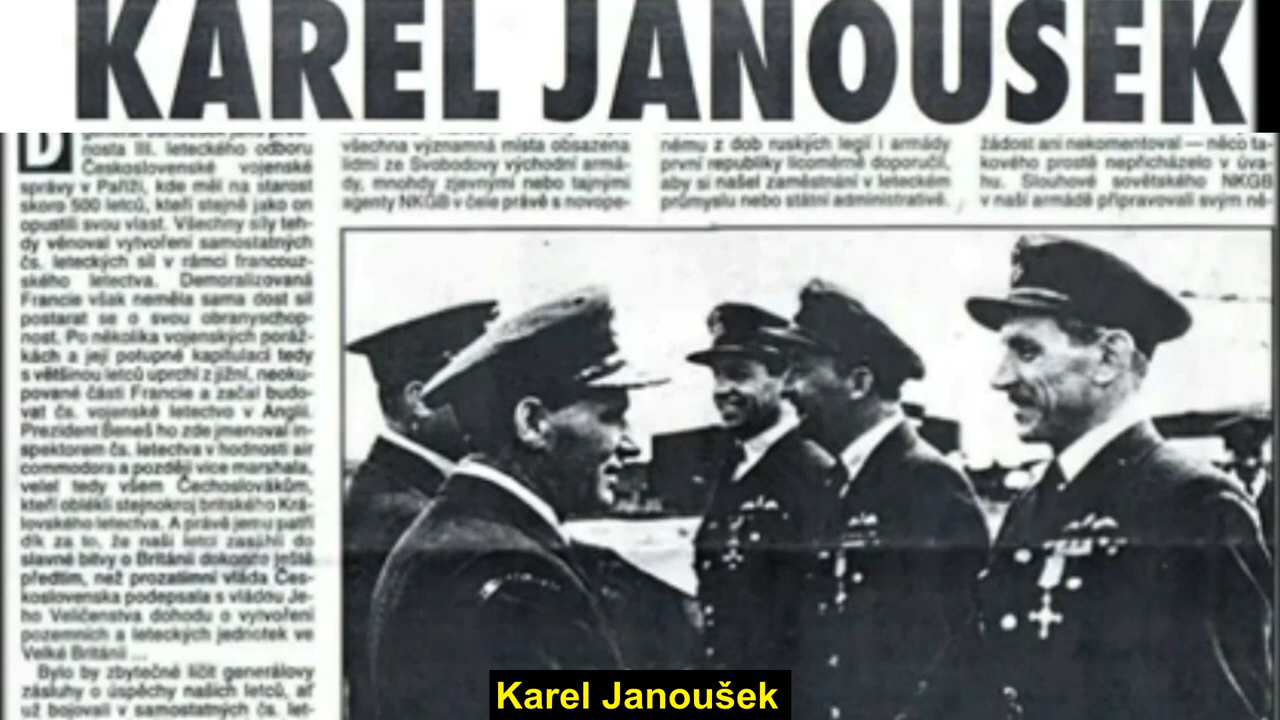 KAREL JANOUŠEK
nosta III. leteckého odboru
Československé vojenské
správy v Paříži, kde měl na starost
skoro 500 letců, kteří stejně jako on
opustili svou vlast. Všechny síly teh-
dy věnoval vytvoření samostatných
čs. leteckých sil v rámci francouz-
ského letectva. Demoralizovaná
Francie však neměla sama dost sil
postarat se o svou obranyschop-
nost. Po několika vojenských poráž-
kách a její potupné kapitulaci tedy
s většinou letců uprchl z jižní, neoku-
pované části Francie a začal budo-
vat čs. vojenské letectvo v Anglii.
Prezident Beneš ho zde jmenoval in-
spektorem čs. letectva v hodnosti air
commodora a později vice marshala,
velel tedy všem Čechoslovákům,
kteří oblékli stejnokroj britského Krá-
lovského letectva. A právě jemu patří
dík za to, že naši letci zasáhli do
slavné bitvy o Británii dokonce ještě
předtím, než prozatímní vláda Čes-
koslovenska podepsala s vládou Je-
ho Veličenstva dohodu o vytvoření
pozemních a leteckých jednotek ve
Velké Británii ...
Bylo by zbytečné líčit generálovy
zásluhy o úspěchy našich letců, ať
už bojovali v samostatných čs. let-
všechna významná místa obsazena
lidmi ze Svobodovy východní armá-
dy, mnohdy zjevnými nebo tajnými
agenty NKGB v čele právě s novope-
nému z dob ruských legií i armády
první republiky licoměrně doporučil,
aby si našel zaměstnání v leteckém
průmyslu nebo státní administrativě.
žádost ani nekomentoval — něco ta-
kového prostě nepřicházelo v úva-
hu. Slouhové sovětského NKGB
v naší armádě připravovali svým ně-
Karel Janoušek